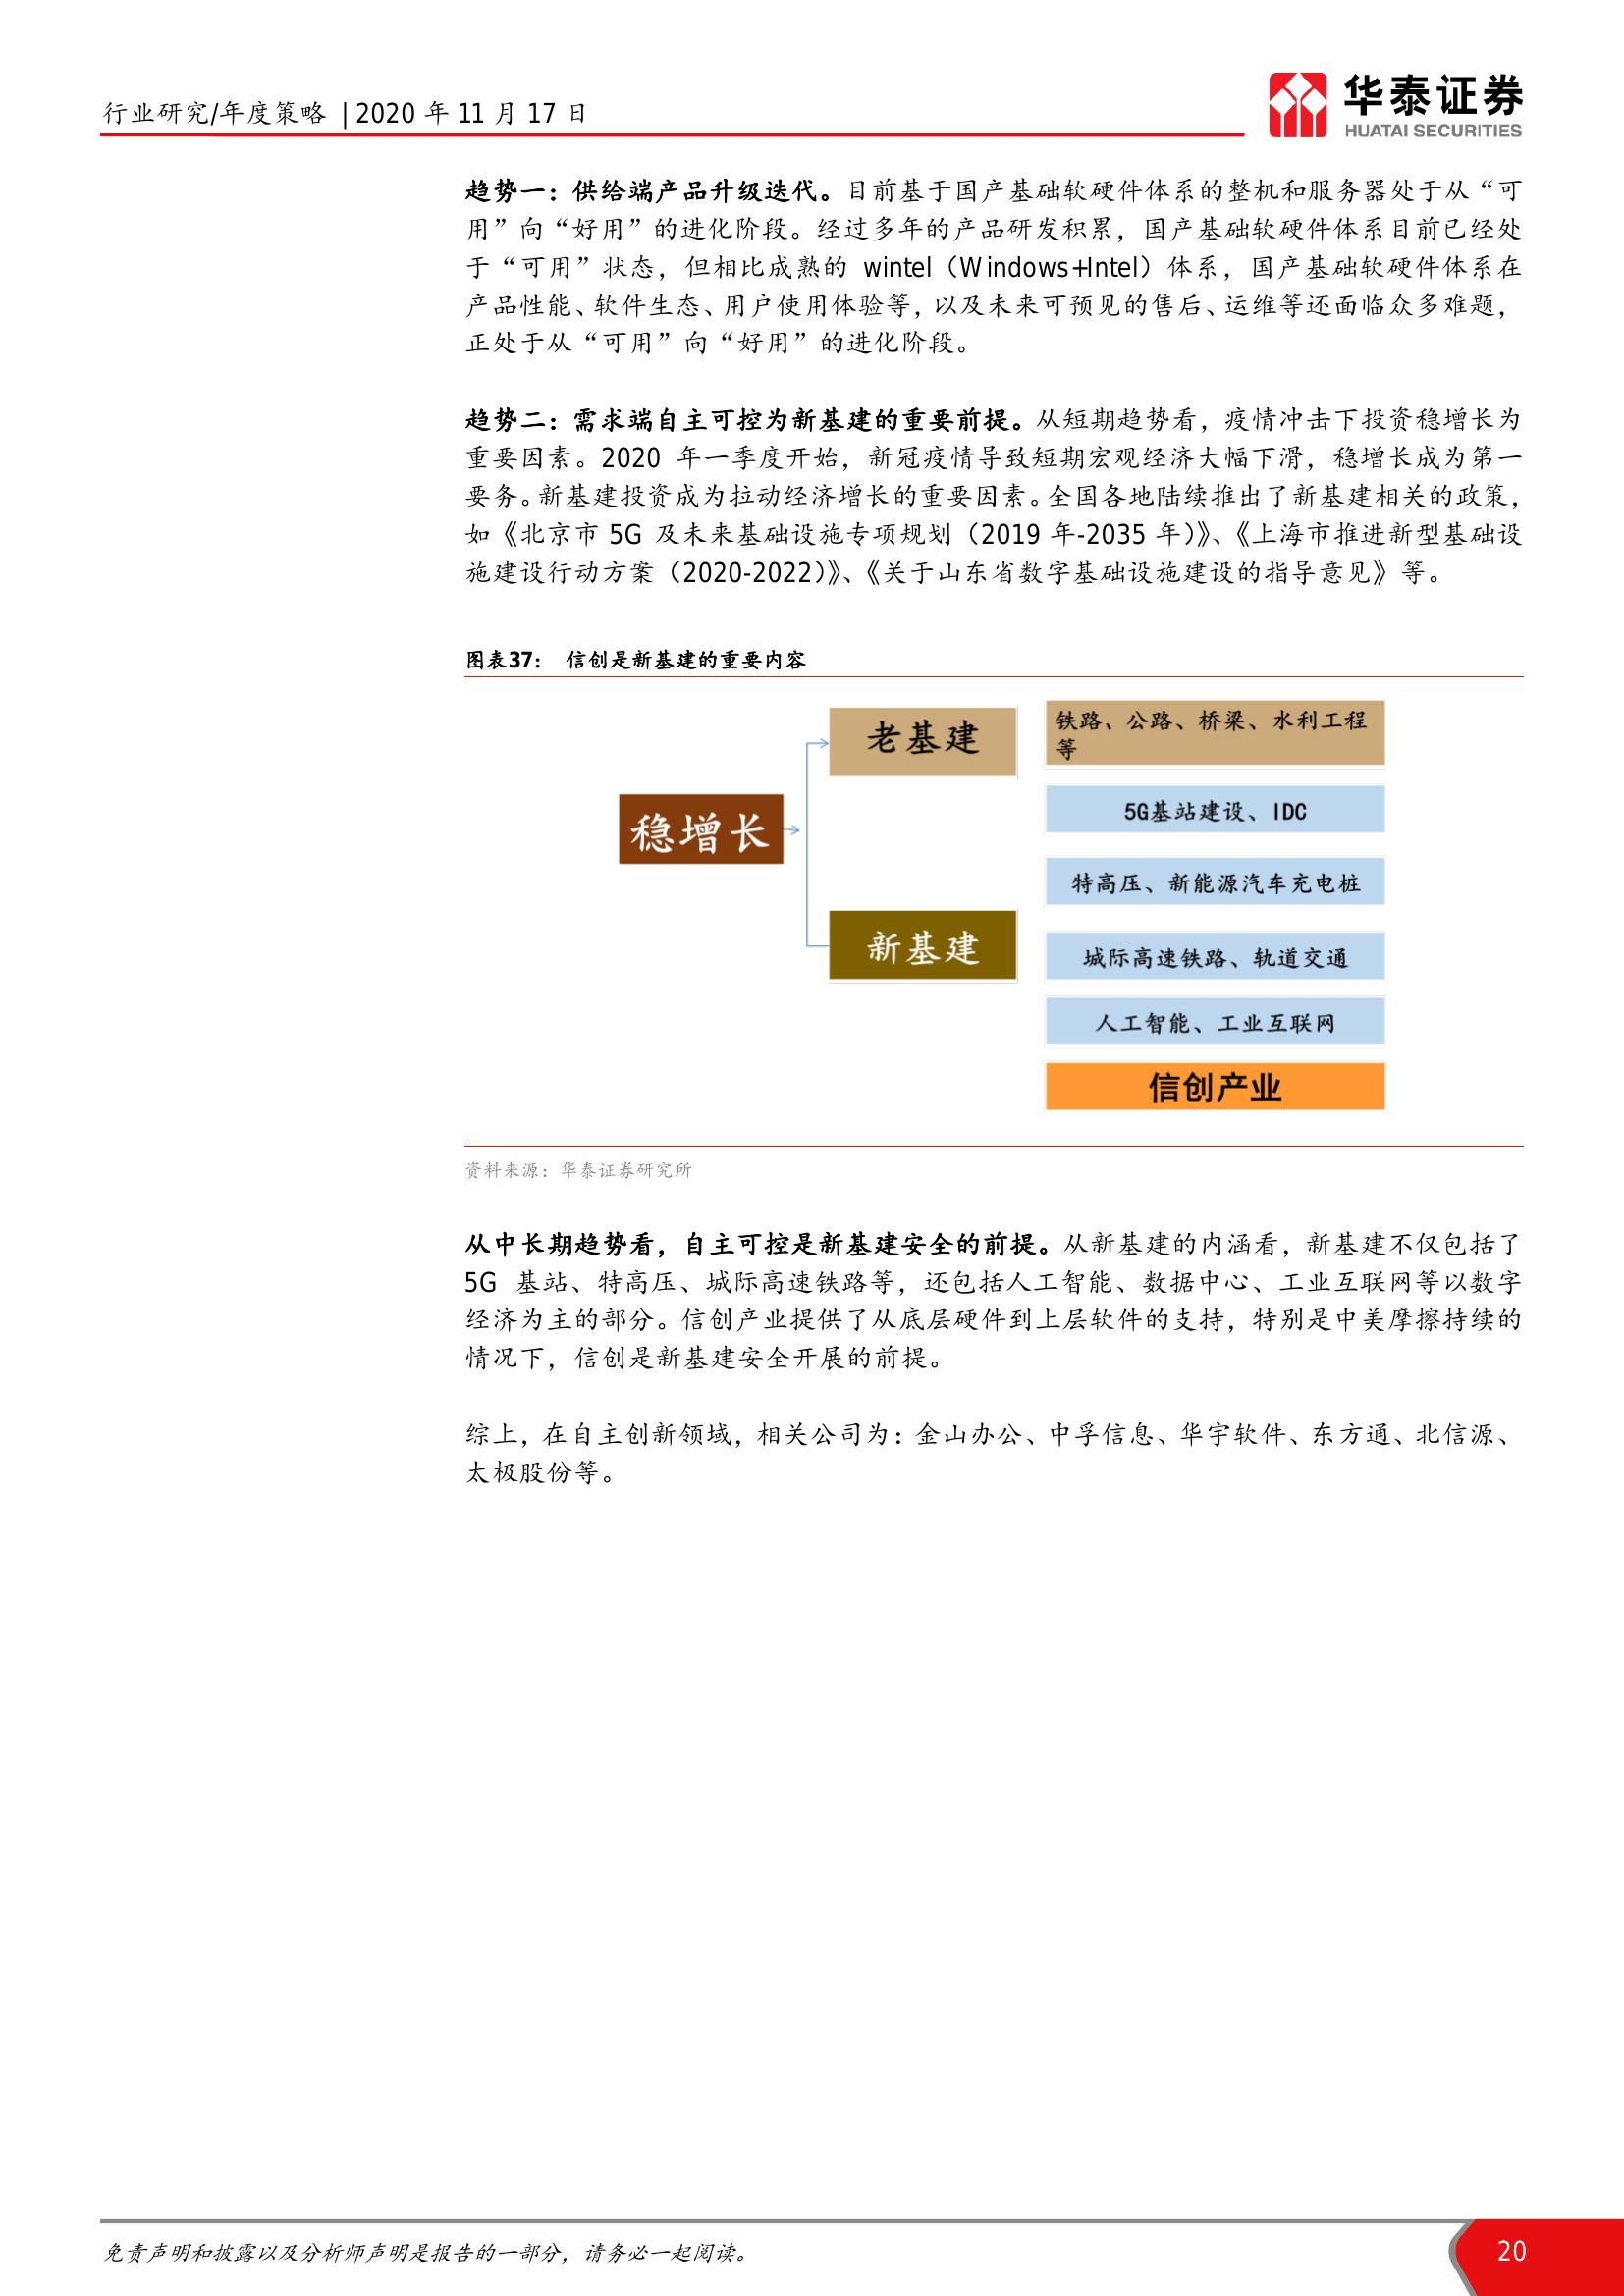 行业研究/年度策略 | 2020 年 11 月 17 日
华泰证券
HUATAI SECURITIES
趋势一：供给端产品升级迭代。目前基于国产基础软硬件体系的整机和服务器处于从“可
用”向“好用”的进化阶段。经过多年的产品研发积累，国产基础软硬件体系目前已经处
于“可用”状态，但相比成熟的 wintel（Windows+Intel）体系，国产基础软硬件体系在
产品性能、软件生态、用户使用体验等，以及未来可预见的售后、运维等还面临众多难题，
正处于从“可用”向“好用”的进化阶段。
趋势二：需求端自主可控为新基建的重要前提。从短期趋势看，疫情冲击下投资稳增长为
重要因素。2020 年一季度开始，新冠疫情导致短期宏观经济大幅下滑，稳增长成为第一
要务。新基建投资成为拉动经济增长的重要因素。全国各地陆续推出了新基建相关的政策，
如《北京市 5G 及未来基础设施专项规划（2019 年-2035 年）》、《上海市推进新型基础设
施建设行动方案（2020-2022）》、《关于山东省数字基础设施建设的指导意见》等。
图表37： 信创是新基建的重要内容
稳增长
老基建
铁路、公路、桥梁、水利工程
等
新基建
5G基站建设、IDC
特高压、新能源汽车充电桩
城际高速铁路、轨道交通
人工智能、工业互联网
信创产业
资料来源：华泰证券研究所
从中长期趋势看，自主可控是新基建安全的前提。从新基建的内涵看，新基建不仅包括了
5G 基站、特高压、城际高速铁路等，还包括人工智能、数据中心、工业互联网等以数字
经济为主的部分。信创产业提供了从底层硬件到上层软件的支持，特别是中美摩擦持续的
情况下，信创是新基建安全开展的前提。
综上，在自主创新领域，相关公司为：金山办公、中孚信息、华宇软件、东方通、北信源、
太极股份等。
免责声明和披露以及分析师声明是报告的一部分，请务必一起阅读。
20